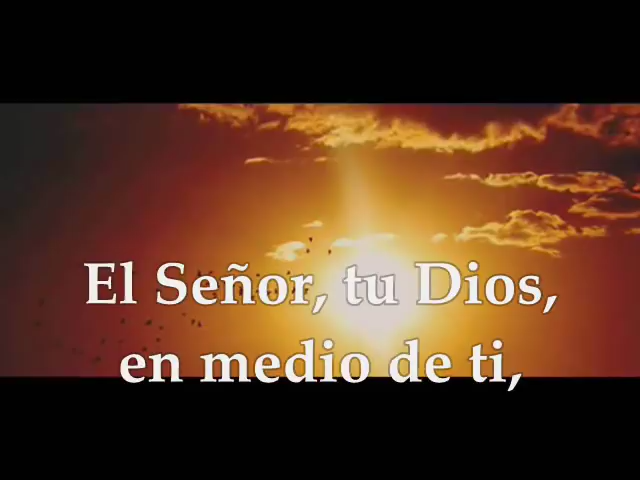 El Señor, tu Dios,
en medio de ti,